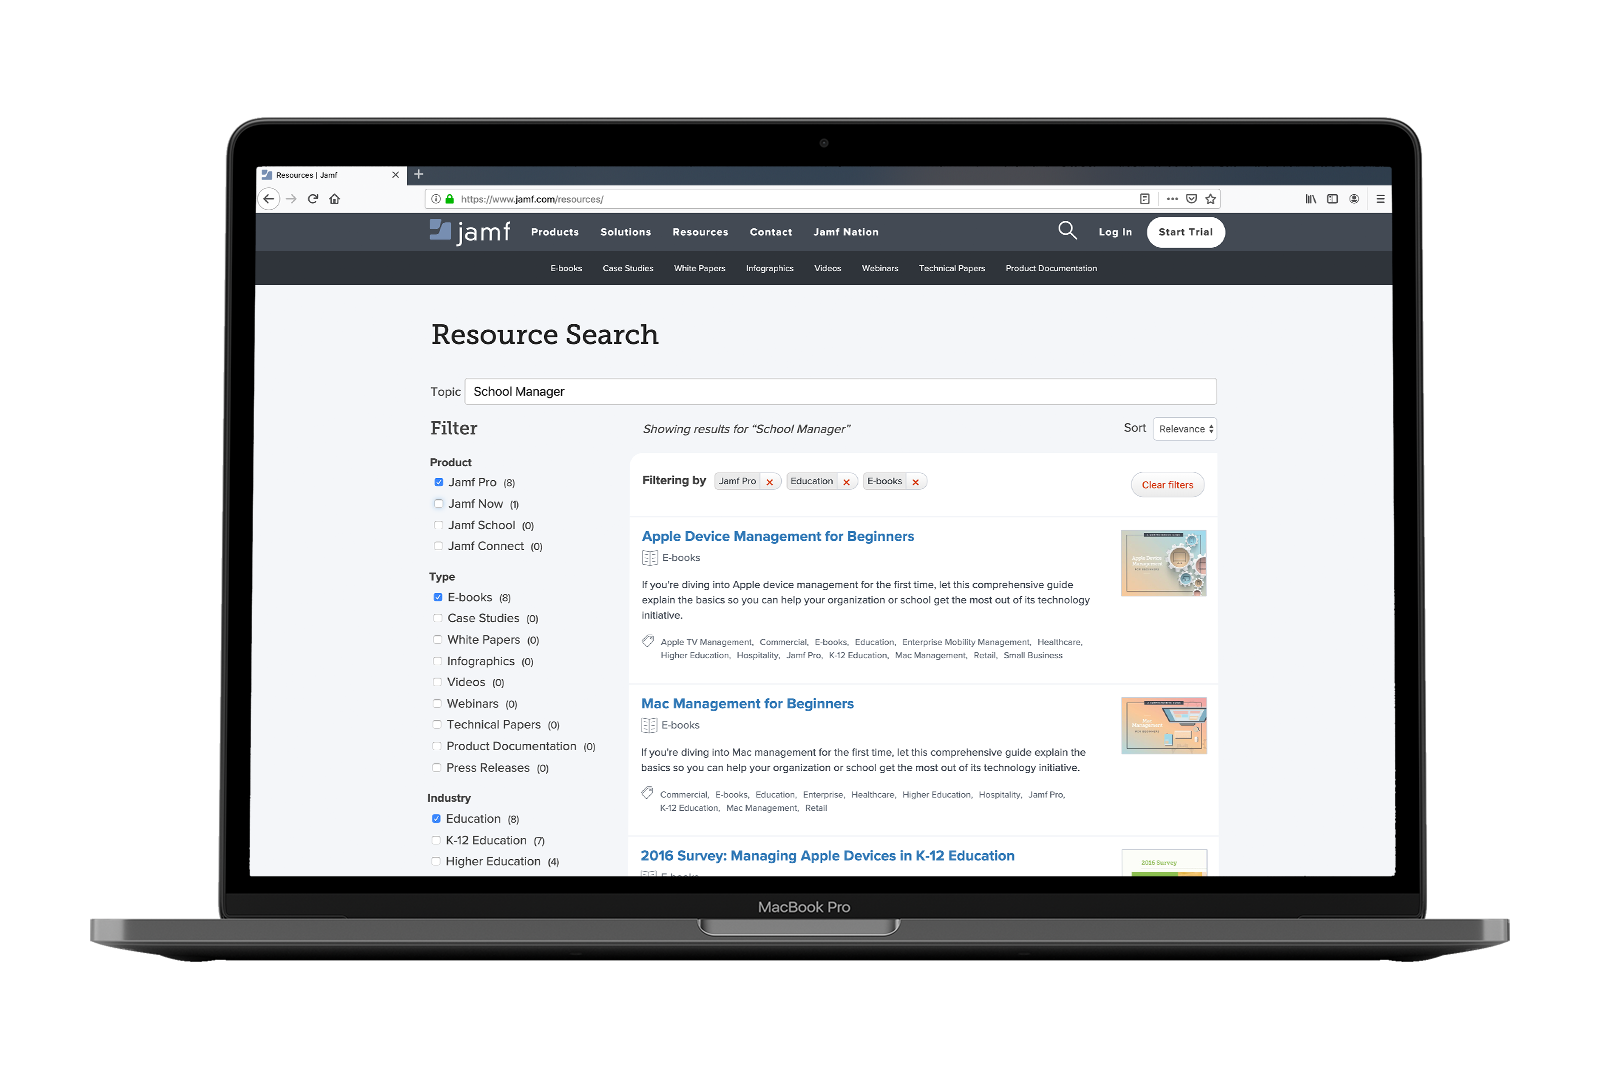 Resources | Jamf
https://www.jamf.com/resources/
jamf Products Solutions Resources Contact Jamf Nation Log In Start Trial
E-books Case Studies White Papers Infographics Videos Webinars Technical Papers Product Documentation
Resource Search
Topic School Manager
Filter
Showing results for “School Manager”
Sort Relevance
Product
Jamf Pro (8)
Jamf Now (1)
Jamf School (0)
Jamf Connect (0)
Type
E-books (8)
Case Studies (0)
White Papers (0)
Infographics (0)
Videos (0)
Webinars (0)
Technical Papers (0)
Product Documentation (0)
Press Releases (0)
Industry
Education (8)
K-12 Education (7)
Higher Education (4)
Filtering by Jamf Pro × Education × E-books × Clear filters
Apple Device Management for Beginners
E-books
If you're diving into Apple device management for the first time, let this comprehensive guide
explain the basics so you can help your organization or school get the most out of its technology
initiative.
Apple TV Management, Commercial, E-books, Education, Enterprise Mobility Management, Healthcare,
Higher Education, Hospitality, Jamf Pro, K-12 Education, Mac Management, Retail, Small Business
Apple Device
Management
Mac Management for Beginners
E-books
If you're diving into Mac management for the first time, let this comprehensive guide explain the
basics so you can help your organization or school get the most out of its technology initiative.
Commercial, E-books, Education, Enterprise, Healthcare, Higher Education, Hospitality, Jamf Pro,
K-12 Education, Mac Management, Retail
Mac
Management
2016 Survey: Managing Apple Devices in K-12 Education
E-books
2016 Survey
MacBook Pro